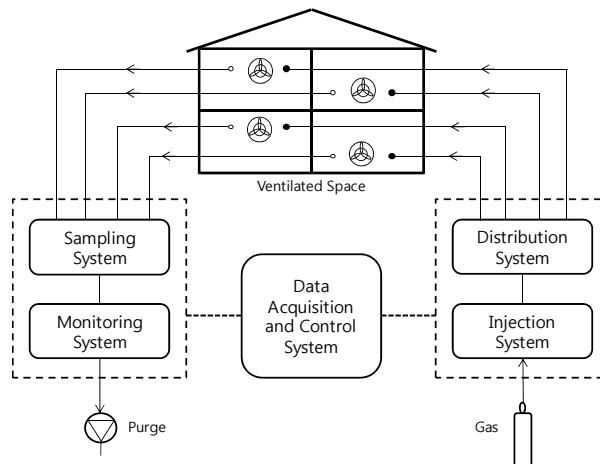 Ventilated Space
Sampling
System
Monitoring
System
Data
Acquisition
and Control
System
Distribution
System
Injection
System
Purge
Gas